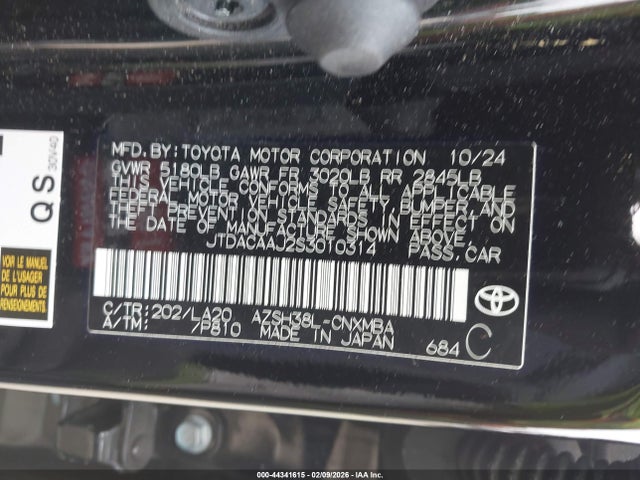 MFD.BY:TOYOTA MOTOR CORPORATION 10/24
GVWR 5180LB GAWR FR 3020LB RR 2845LB
THIS VEHICLE CONFORMS TO ALL APPLICABLE
FEDERAL MOTOR VEHICLE SAFETY, BUMPER, AND
THEFT PREVENTION STANDARDS IN EFFECT ON
THE DATE OF MANUFACTURE SHOWN ABOVE.
JTDACAAJ2S3010314 PASS.CAR
C/TR:202/LA20 AZSH38L-CNXMBA
A/TM: /P810 MADE IN JAPAN
684 C
QS
30V40
VOIR LE MANUEL
DE L'USAGER
POUR PLUS DE
RENSEIGNEMENTS
000-44341615 - 02/09/2026 - IAA Inc.